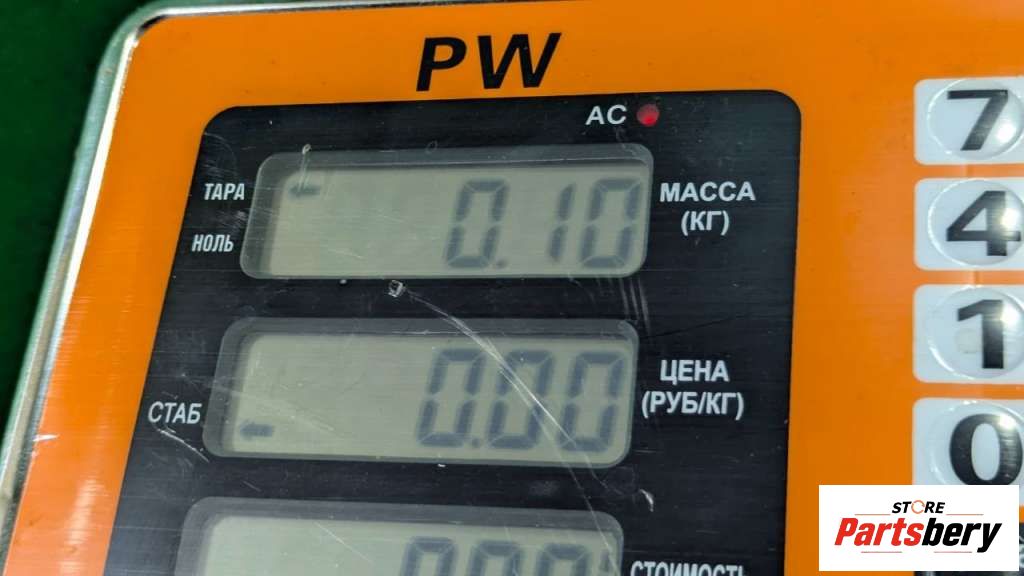 PW
AC
7
ТАРА
0.10
МАССА
(КГ)
НОЛЬ
4
1
СТАБ
0.00
ЦЕНА
(РУБ/КГ)
0
STORE
Partsbery
СТОИМОСТЬ